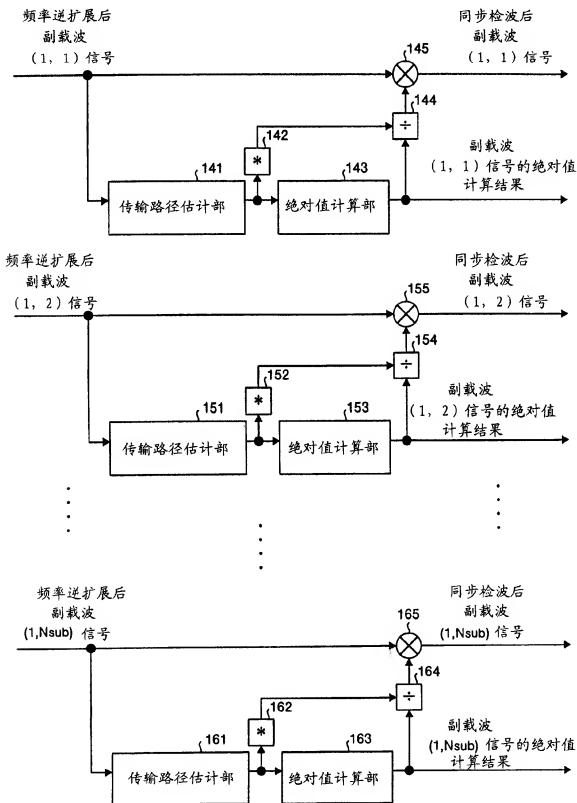 频率逆扩展后
副载波
(1, 1) 信号
同步检波后
副载波
(1, 1) 信号
145
144
÷
142
*
141
传输路径估计部
143
绝对值计算部
副载波
(1, 1) 信号的绝对值
计算结果
频率逆扩展后
副载波
(1, 2) 信号
同步检波后
副载波
(1, 2) 信号
155
154
÷
152
*
151
传输路径估计部
153
绝对值计算部
副载波
(1, 2) 信号的绝对值
计算结果
频率逆扩展后
副载波
(1,Nsub) 信号
同步检波后
副载波
(1,Nsub) 信号
165
164
÷
162
*
161
传输路径估计部
163
绝对值计算部
副载波
(1,Nsub) 信号的绝对值
计算结果